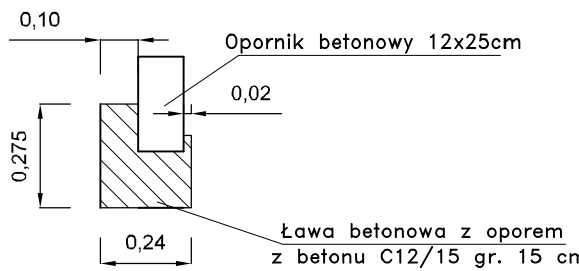 0,10
Opornik betonowy 12x25cm
0,02
0,275
Ława betonowa z oporem
0,24
z betonu C12/15 gr. 15 cm